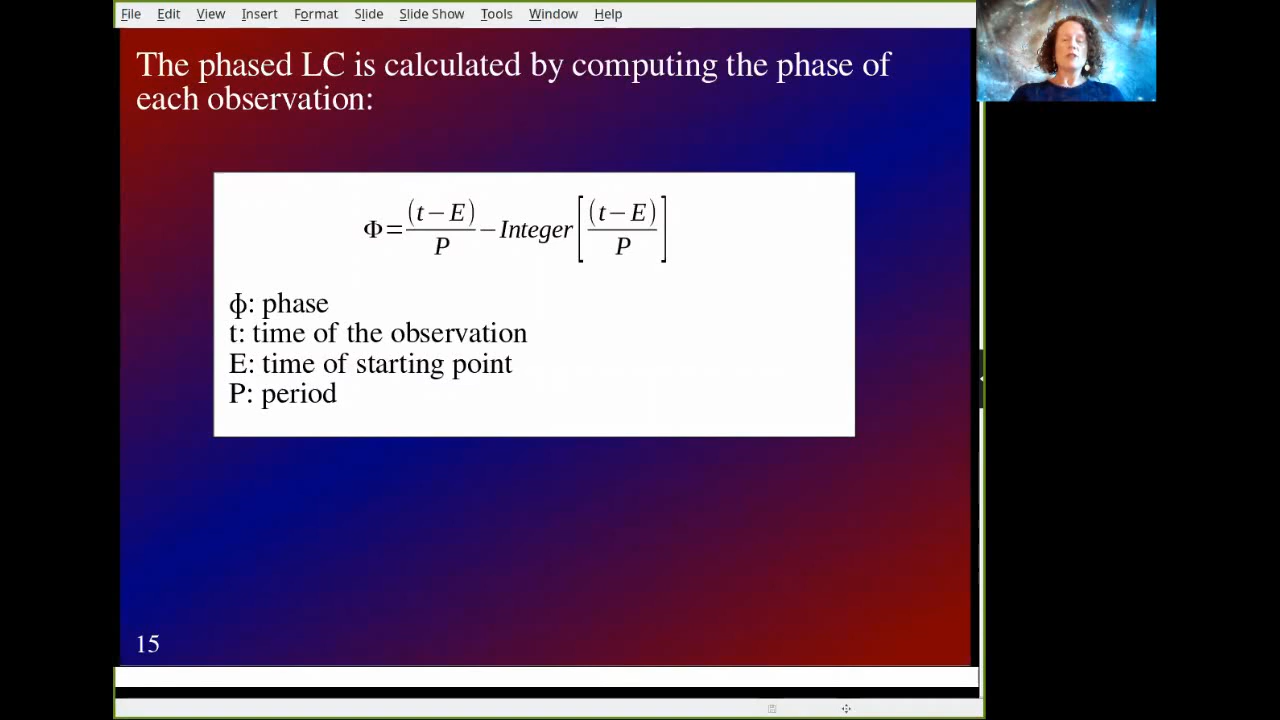 File Edit View Insert Format Slide Slide Show Tools Window Help
The phased LC is calculated by computing the phase of
each observation:
Φ=(t−E)/P−Integer[(t−E)/P]
ϕ: phase
t: time of the observation
E: time of starting point
P: period
15